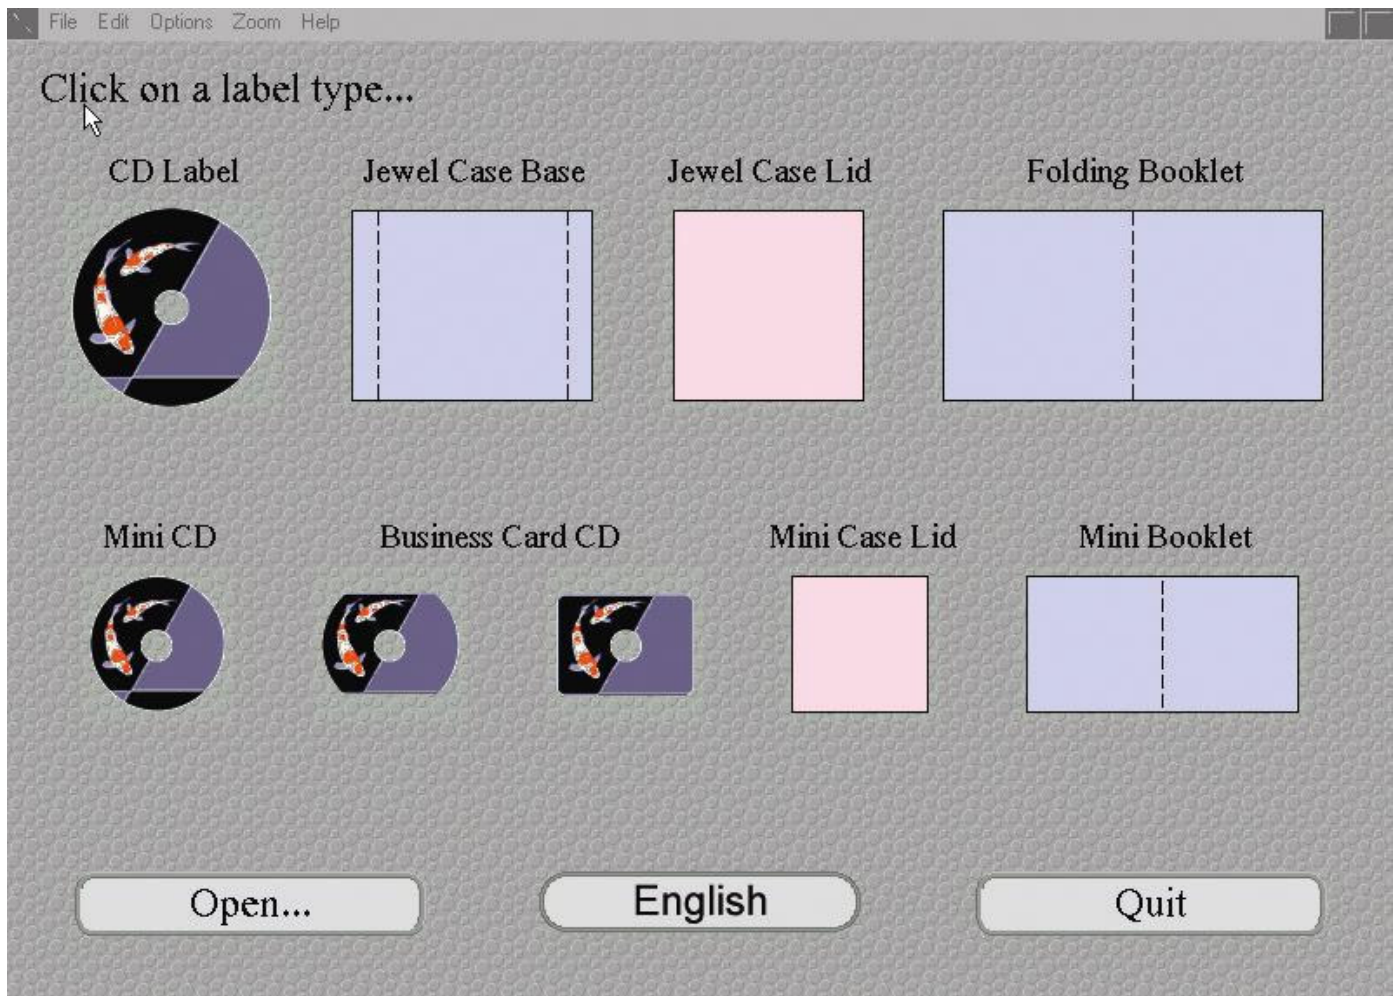 File Edit Options Zoom Help
Click on a label type...
CD Label Jewel Case Base Jewel Case Lid Folding Booklet
Mini CD Business Card CD Mini Case Lid Mini Booklet
Open... English Quit